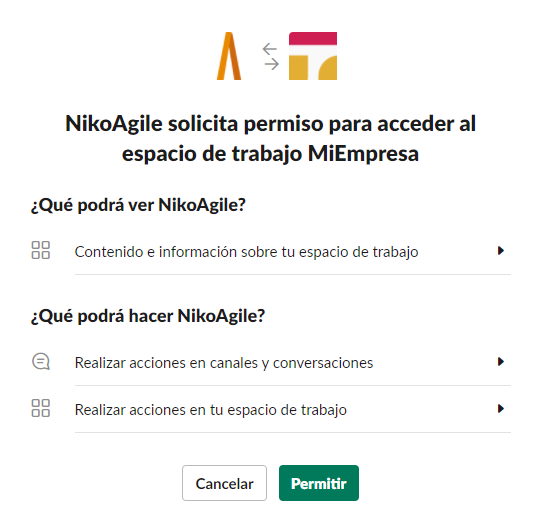 NikoAgile solicita permiso para acceder al
espacio de trabajo MiEmpresa
¿Qué podrá ver NikoAgile?
Contenido e información sobre tu espacio de trabajo
¿Qué podrá hacer NikoAgile?
Realizar acciones en canales y conversaciones
Realizar acciones en tu espacio de trabajo
Cancelar
Permitir